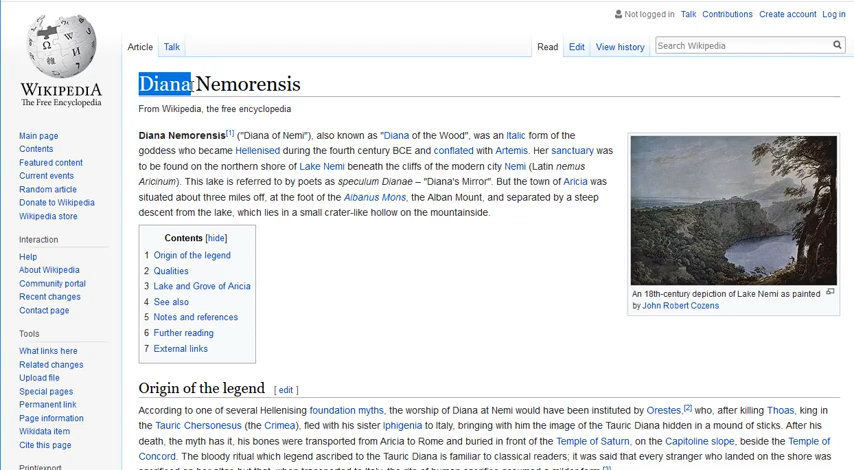 Not logged in Talk Contributions Create account Log in
Article Talk Read Edit View history Search Wikipedia
WIKIPEDIA
The Free Encyclopedia
Main page
Contents
Featured content
Current events
Random article
Donate to Wikipedia
Wikipedia store
Interaction
Help
About Wikipedia
Community portal
Recent changes
Contact page
Tools
What links here
Related changes
Upload file
Special pages
Permanent link
Page information
Wikidata item
Cite this page
Print/export
Diana Nemorensis
From Wikipedia, the free encyclopedia
Diana Nemorensis[1] ("Diana of Nemi"), also known as "Diana of the Wood", was an Italic form of the
goddess who became Hellenised during the fourth century BCE and conflated with Artemis. Her sanctuary was
to be found on the northern shore of Lake Nemi beneath the cliffs of the modern city Nemi (Latin nemus
Aricinum). This lake is referred to by poets as speculum Dianae – "Diana's Mirror". But the town of Aricia was
situated about three miles off, at the foot of the Albanus Mons, the Alban Mount, and separated by a steep
descent from the lake, which lies in a small crater-like hollow on the mountainside.
An 18th-century depiction of Lake Nemi as painted
by John Robert Cozens
Contents [hide]
1 Origin of the legend
2 Qualities
3 Lake and Grove of Aricia
4 See also
5 Notes and references
6 Further reading
7 External links
Origin of the legend [ edit ]
According to one of several Hellenising foundation myths, the worship of Diana at Nemi would have been instituted by Orestes,[2] who, after killing Thoas, king in
the Tauric Chersonesus (the Crimea), fled with his sister Iphigenia to Italy, bringing with him the image of the Tauric Diana hidden in a mound of sticks. After his
death, the myth has it, his bones were transported from Aricia to Rome and buried in front of the Temple of Saturn, on the Capitoline slope, beside the Temple of
Concord. The bloody ritual which legend ascribed to the Tauric Diana is familiar to classical readers; it was said that every stranger who landed on the shore was